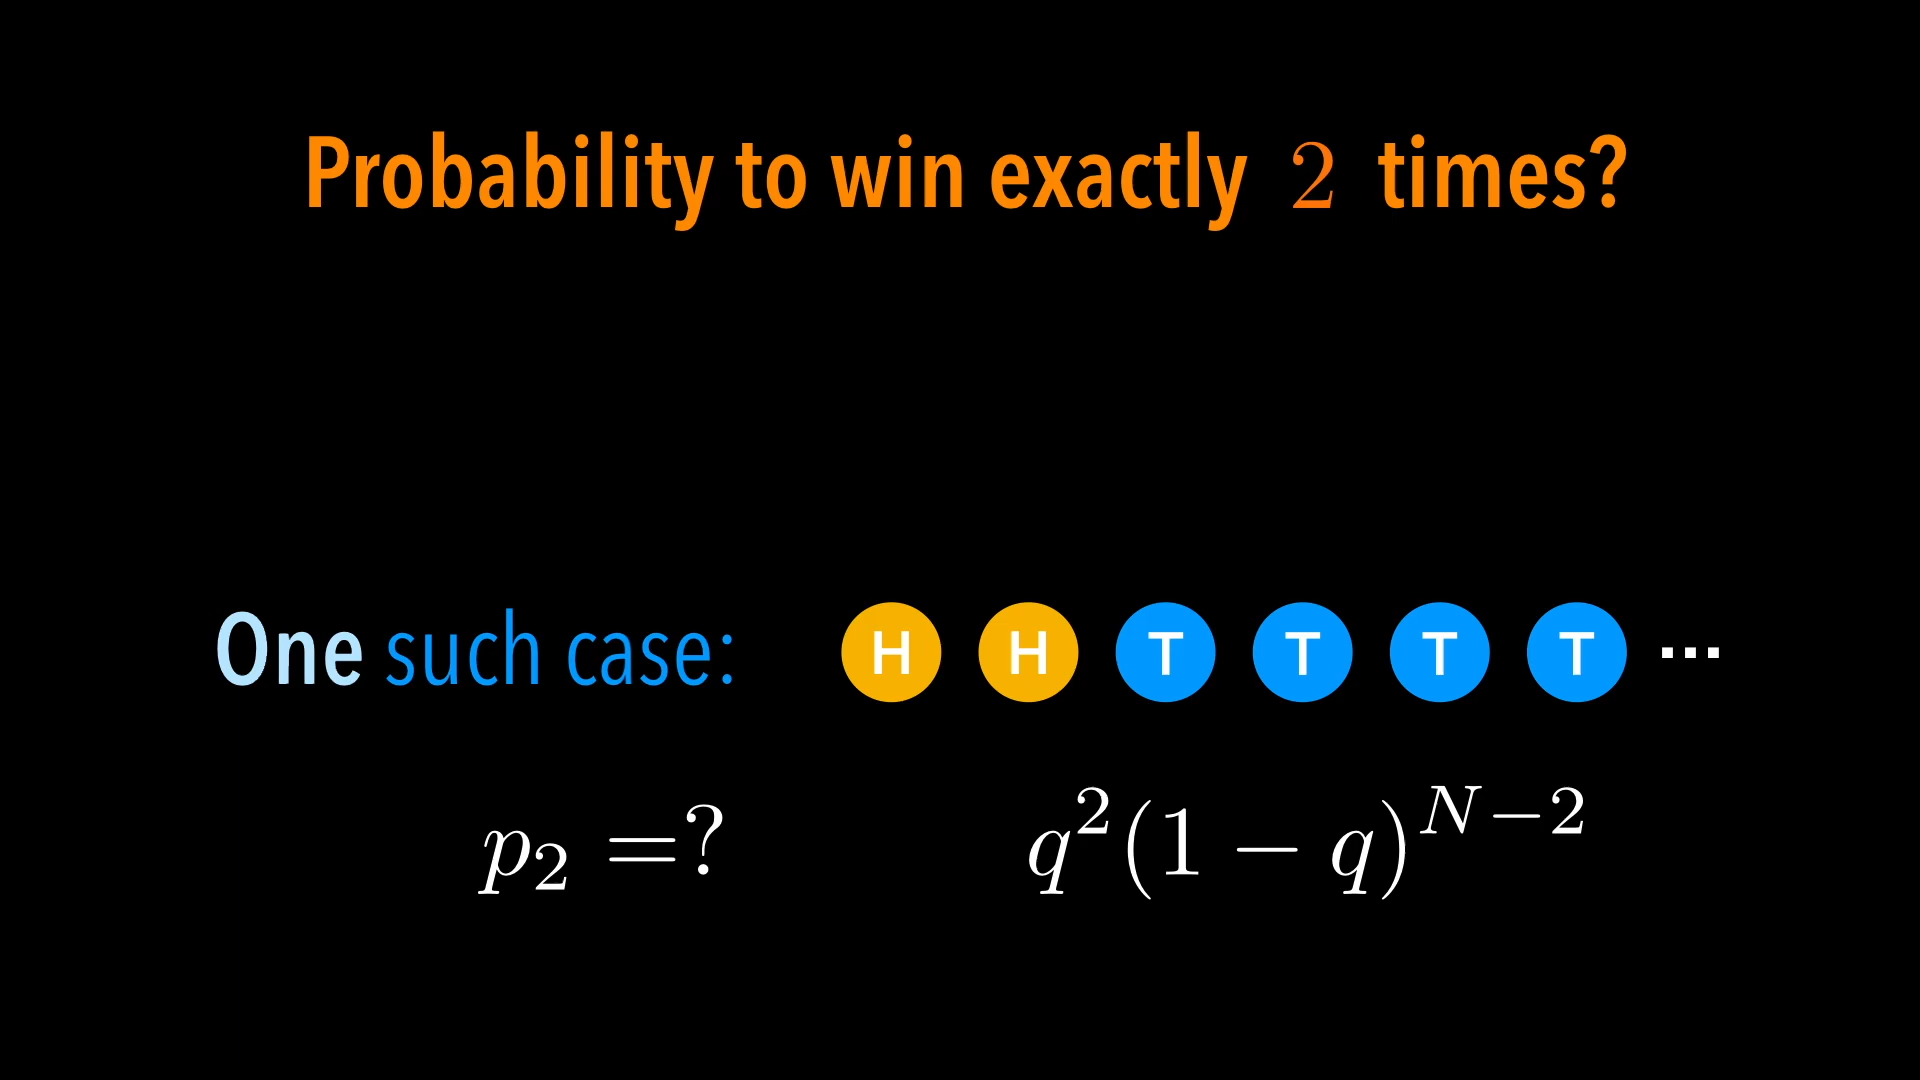 Probability to win exactly 2 times?
One such case: H H T T T T ...
p₂ =? q²(1 − q)ᴺ⁻²